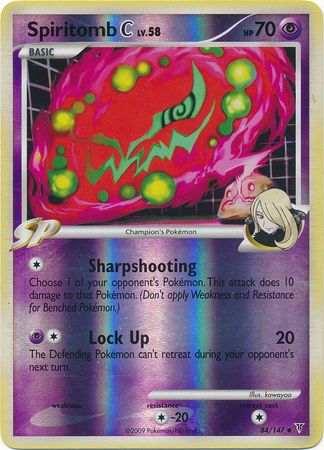 Spiritomb C LV.58 HP 70
BASIC
SP
Champion's Pokémon
Sharpshooting
Choose 1 of your opponent's Pokémon. This attack does 10
damage to that Pokémon. (Don't apply Weakness and Resistance
for Benched Pokémon.)
Lock Up 20
The Defending Pokémon can't retreat during your opponent's
next turn.
weakness resistance retreat cost
-20
Illus. kawayoo
©2009 Pokémon/Nintendo 84/147